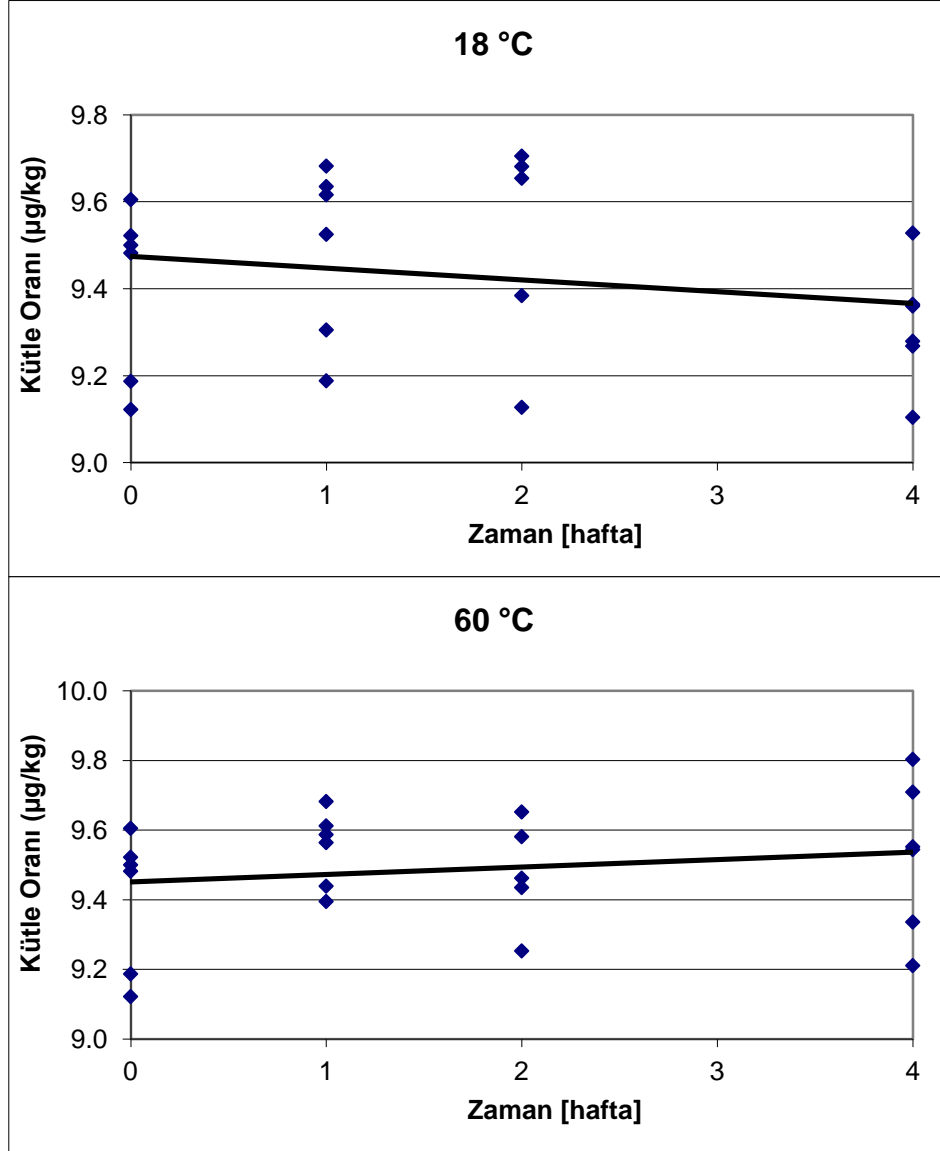 18 °C
Kütle Oranı (µg/kg)
9.8
9.6
9.4
9.2
9.0
0 1 2 3 4
Zaman [hafta]
60 °C
Kütle Oranı (µg/kg)
10.0
9.8
9.6
9.4
9.2
9.0
0 1 2 3 4
Zaman [hafta]